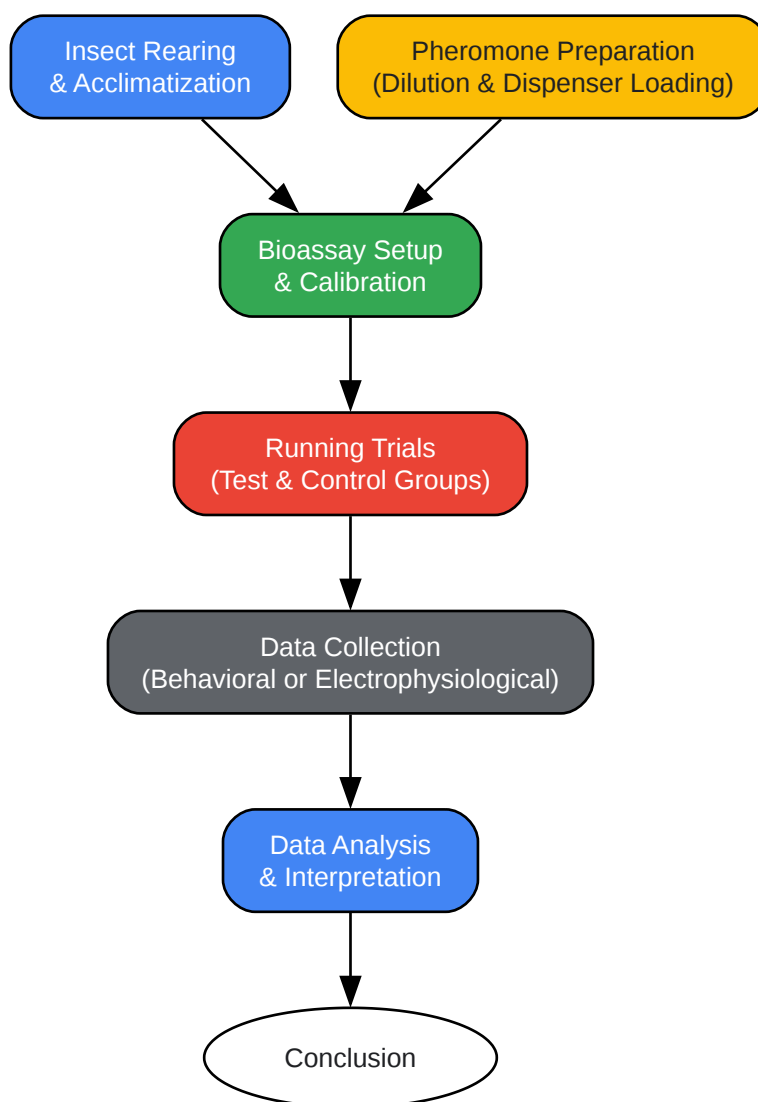 Insect Rearing
& Acclimatization
Pheromone Preparation
(Dilution & Dispenser Loading)
Bioassay Setup
& Calibration
Running Trials
(Test & Control Groups)
Data Collection
(Behavioral or Electrophysiological)
Data Analysis
& Interpretation
Conclusion